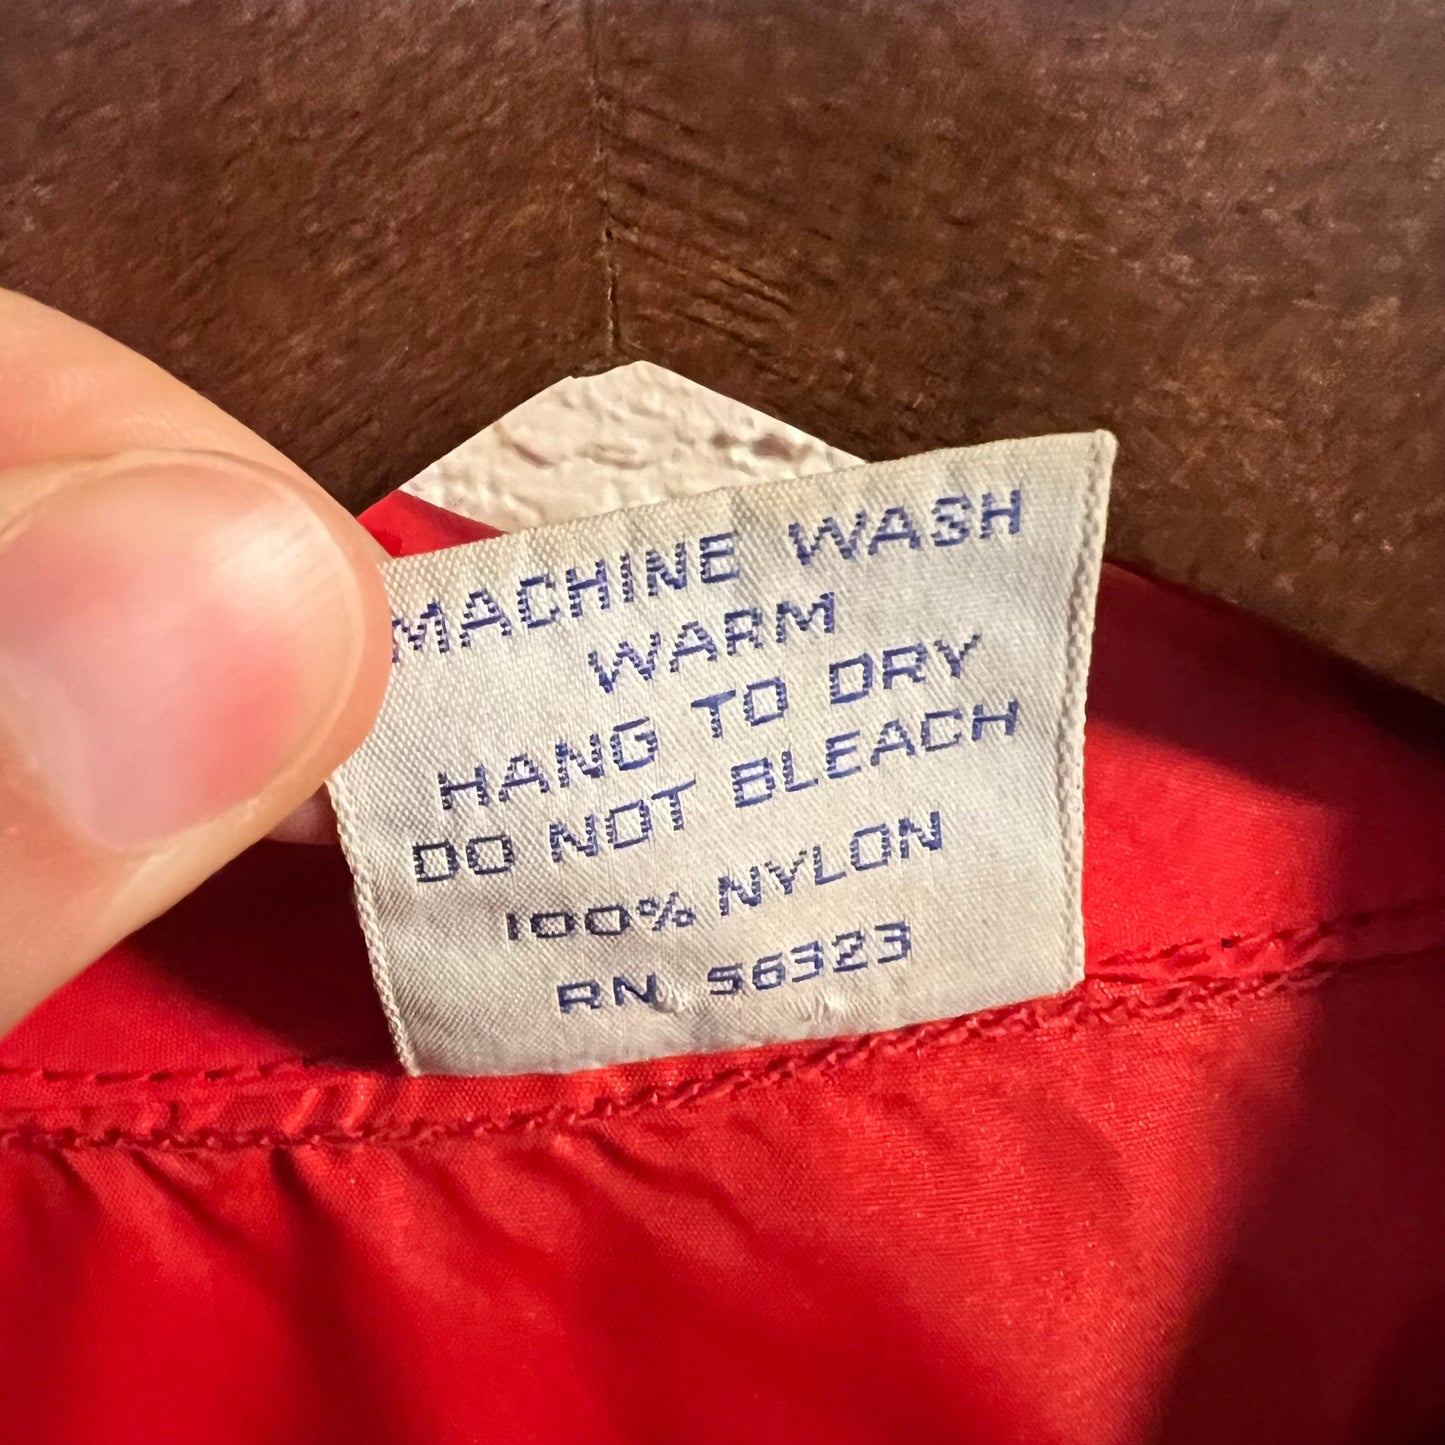 MACHINE WASH
WARM
HANG TO DRY
DO NOT BLEACH
100% NYLON
RN 56323